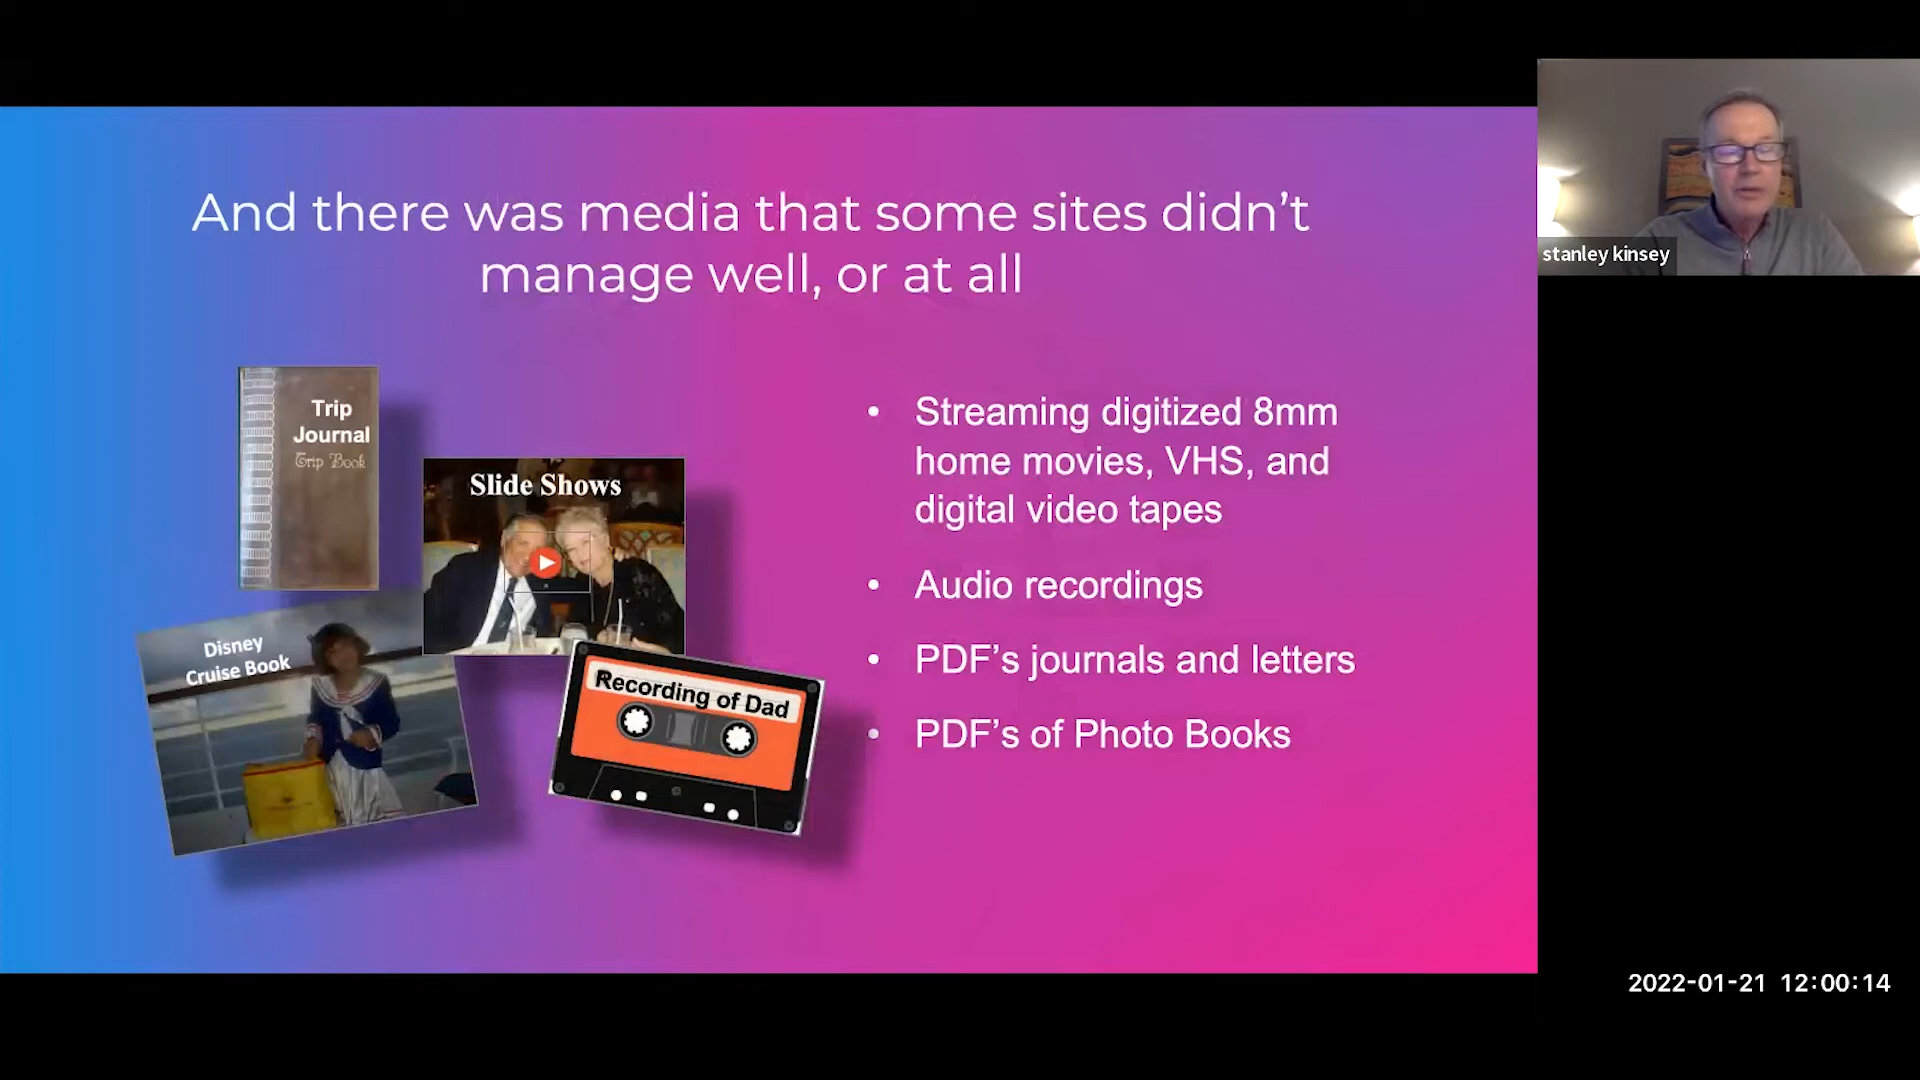 And there was media that some sites didn’t
manage well, or at all
Trip
Journal
Trip Book
Slide Shows
Disney
Cruise Book
Recording of Dad
• Streaming digitized 8mm
home movies, VHS, and
digital video tapes
• Audio recordings
• PDF’s journals and letters
• PDF’s of Photo Books
stanley kinsey
2022-01-21 12:00:14